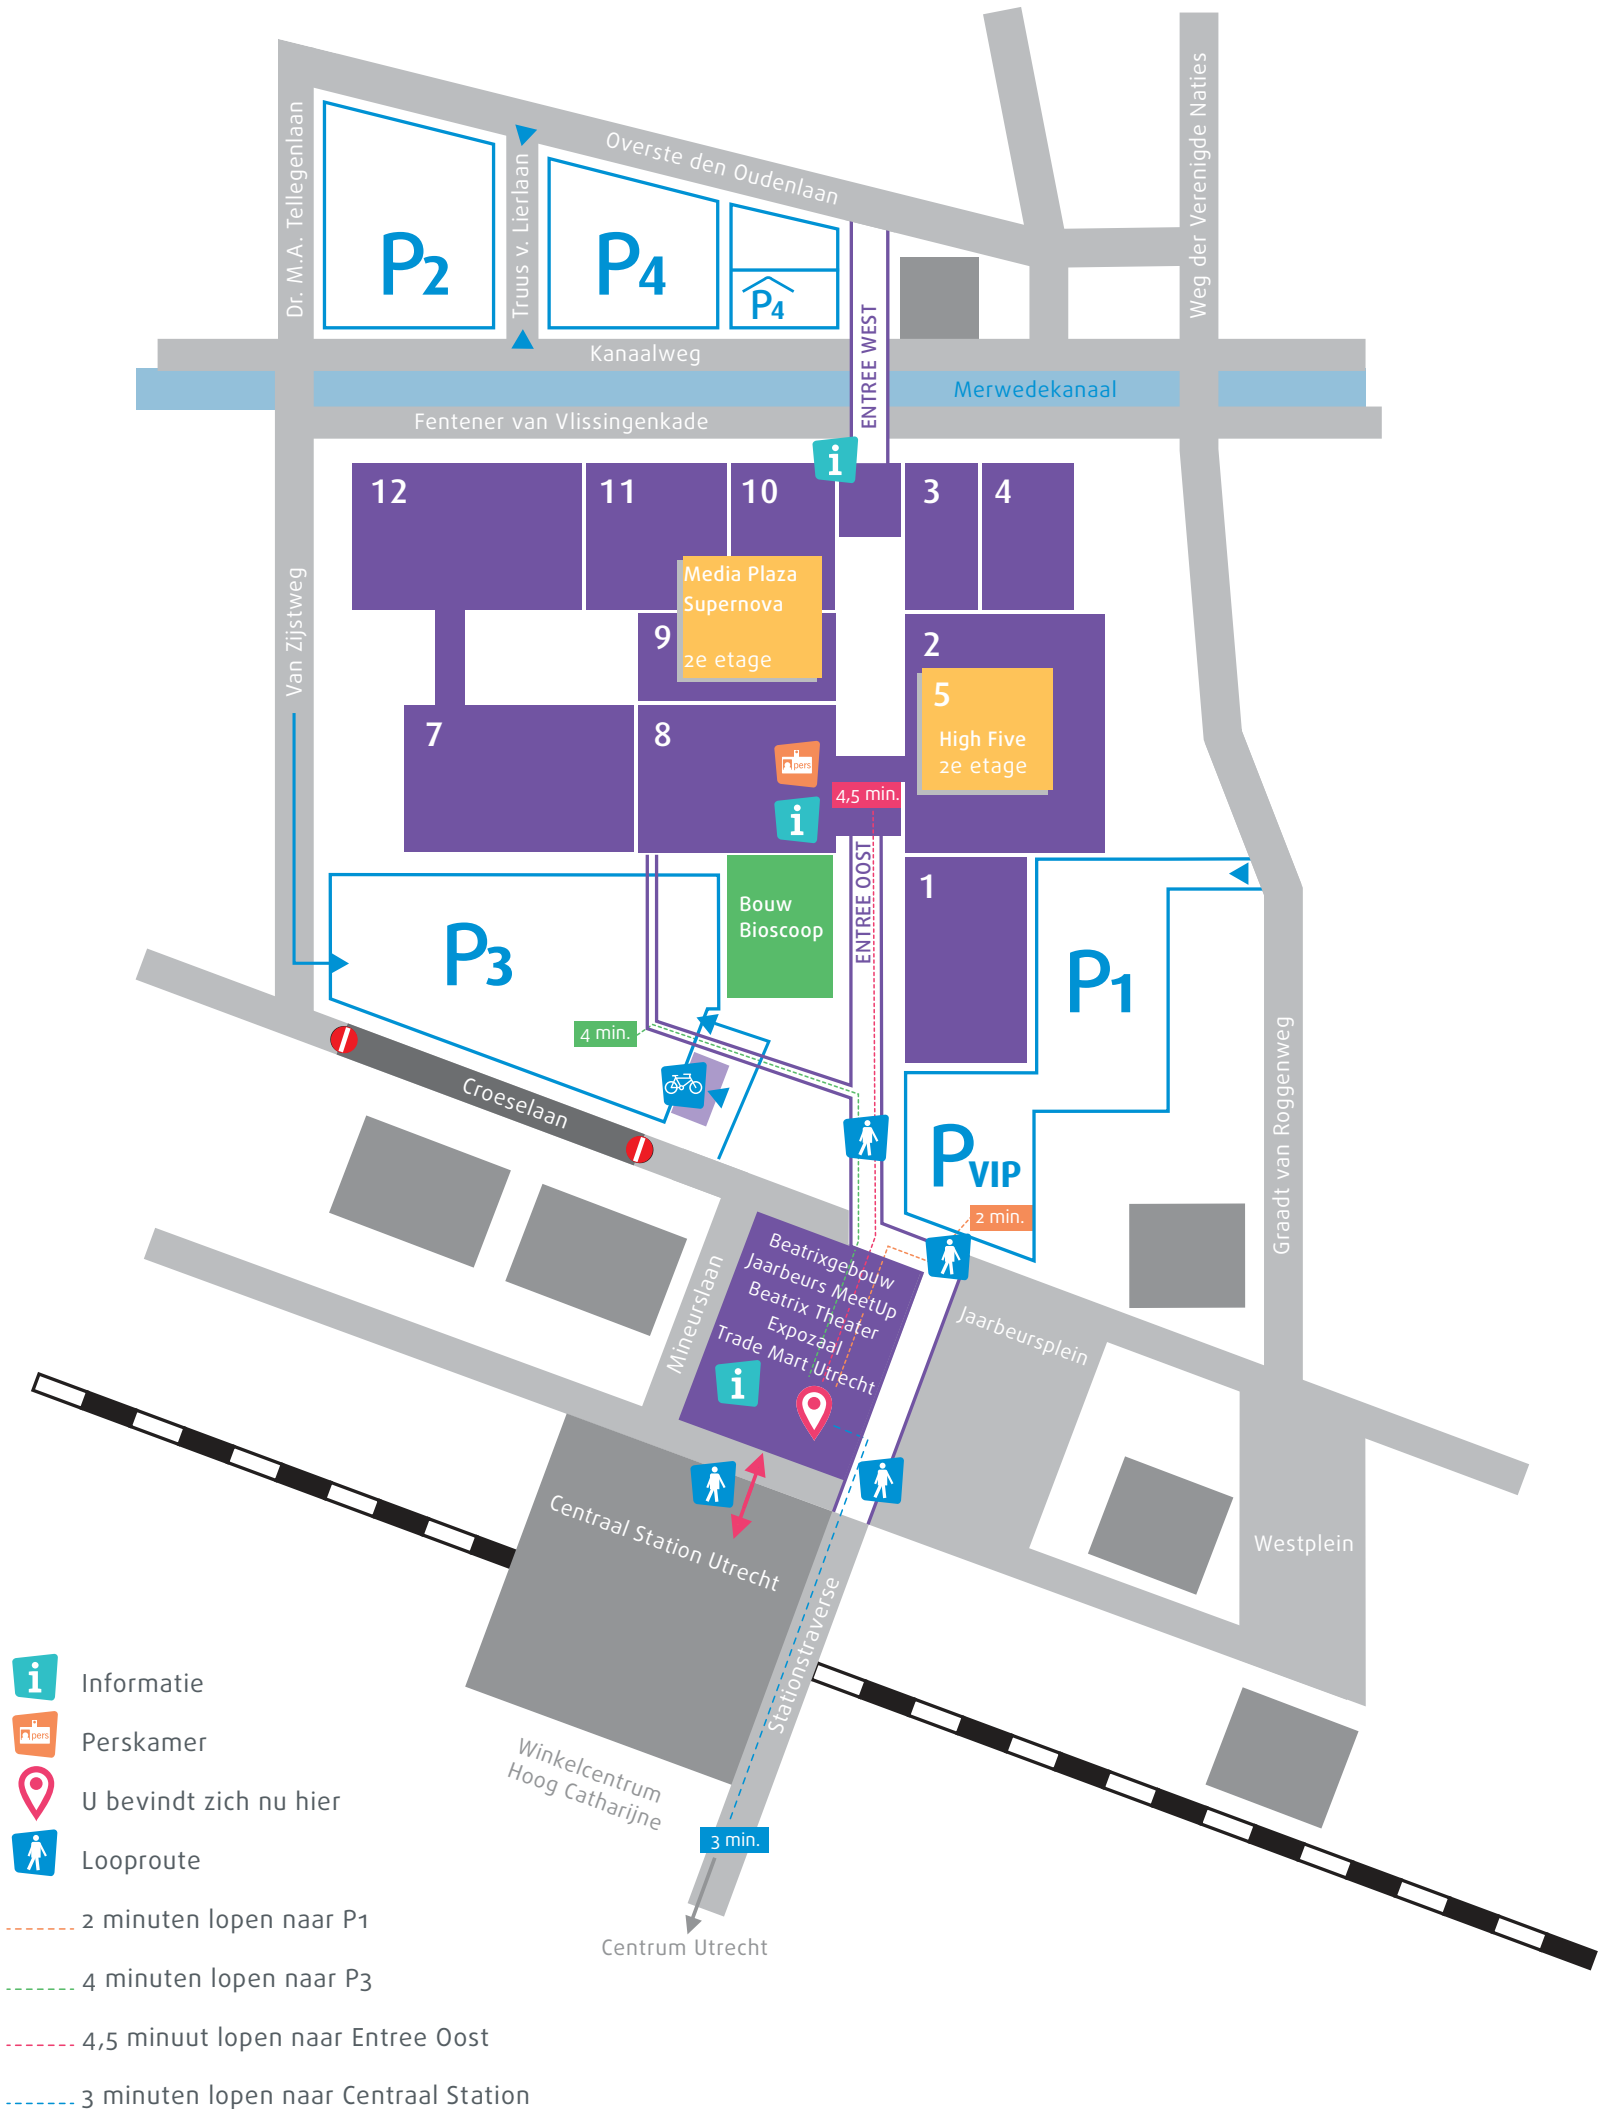 Overste den Oudenlaan
Weg der Verenigde Naties
Dr. M.A. Tellegenlaan
Truus v. Lierlaan
P2
P4
P4
ENTREE WEST
Kanaalweg
Merwedekanaal
Fentener van Vlissingenkade
i
12
11
10
3
4
Media Plaza
Supernova
2e etage
9
2
5
High Five
2e etage
Van Zijstweg
7
8
pers
i
4,5 min.
ENTREE OOST
1
Bouw
Bioscoop
P3
P1
4 min.
Croeselaan
PVIP
2 min.
Graadt van Roggenweg
Beatrixgebouw
Jaarbeurs MeetUp
Beatrix Theater
Expozaal
Trade Mart Utrecht
i
Mineurslaan
Jaarbeursplein
Centraal Station Utrecht
Westplein
Stationstraverse
Winkelcentrum
Hoog Catharijne
3 min.
Centrum Utrecht
i Informatie
pers Perskamer
U bevindt zich nu hier
Looproute
2 minuten lopen naar P1
4 minuten lopen naar P3
4,5 minuut lopen naar Entree Oost
3 minuten lopen naar Centraal Station